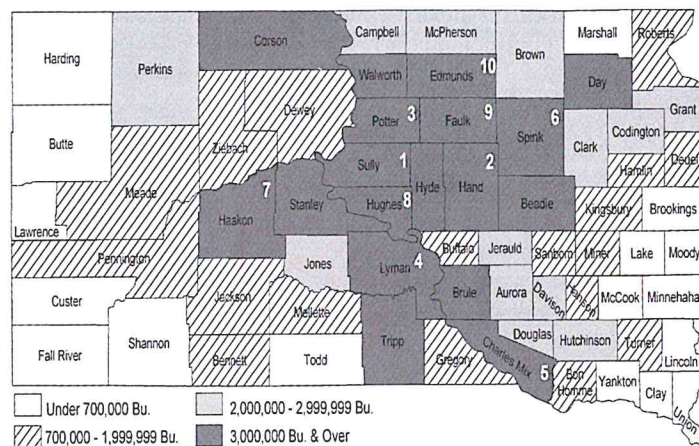 Campbell McPherson Marshall Roberts
Corson Brown
Harding Perkins Walworth Edmunds 10 Day
Dewey Grant
Potter 3 Faulk 9 Spink 6 Codington
Butte Ziebach Clark Deuel
Sully 1 2 Hamlin
Meade Hyde Hand
7 Stanley Hughes 8 Beadle Kingsbury Brookings
Haakon
Lawrence Buffalo Jerauld Sanborn Miner Lake Moody
Pennington Jones Lyman 4
Custer Jackson Brule Aurora Davison Hanson McCook Minnehaha
Mellette
Douglas Hutchinson Turner
Fall River Shannon Tripp Charles Mix Lincoln
Bennett Todd Gregory 5 Bon Homme Yankton Clay Union
Under 700,000 Bu. 2,000,000 - 2,999,999 Bu.
700,000 - 1,999,999 Bu. 3,000,000 Bu. & Over